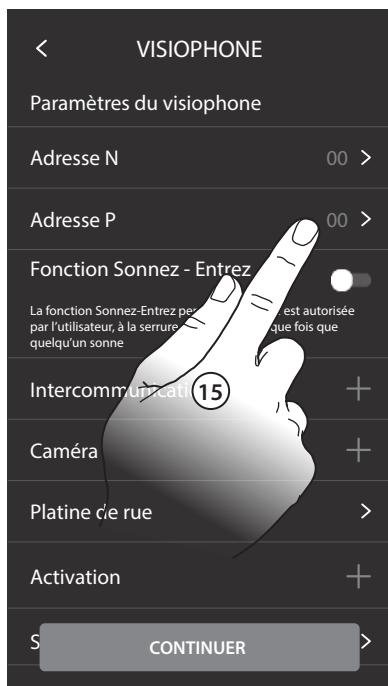 VISIOPHONE
Paramètres du visiophone
Adresse N 00
Adresse P 00
Fonction Sonnez - Entrez
La fonction Sonnez-Entrez est autorisée
par l'utilisateur, à la serrure que fois que
quelqu'un sonne
15
Caméra
Platine de rue
Activation
CONTINUER